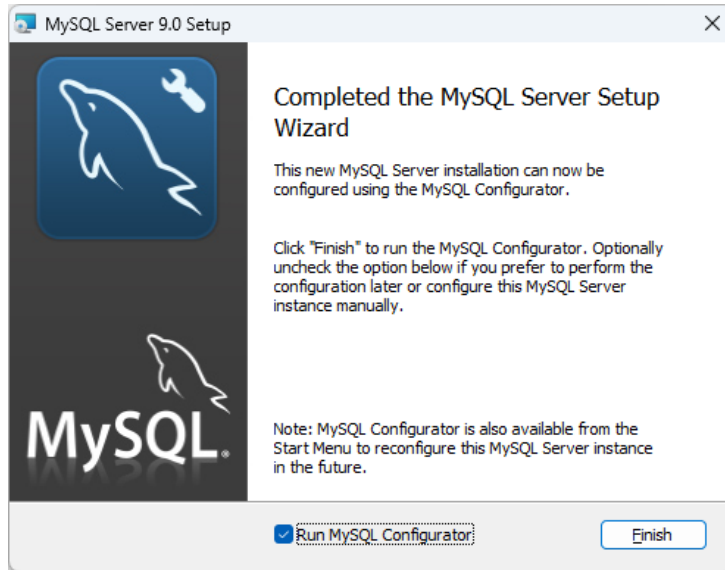 MySQL Server 9.0 Setup
Completed the MySQL Server Setup
Wizard
This new MySQL Server installation can now be
configured using the MySQL Configurator.
Click "Finish" to run the MySQL Configurator. Optionally
uncheck the option below if you prefer to perform the
configuration later or configure this MySQL Server
instance manually.
MySQL®
Note: MySQL Configurator is also available from the
Start Menu to reconfigure this MySQL Server instance
in the future.
Run MySQL Configurator
Finish